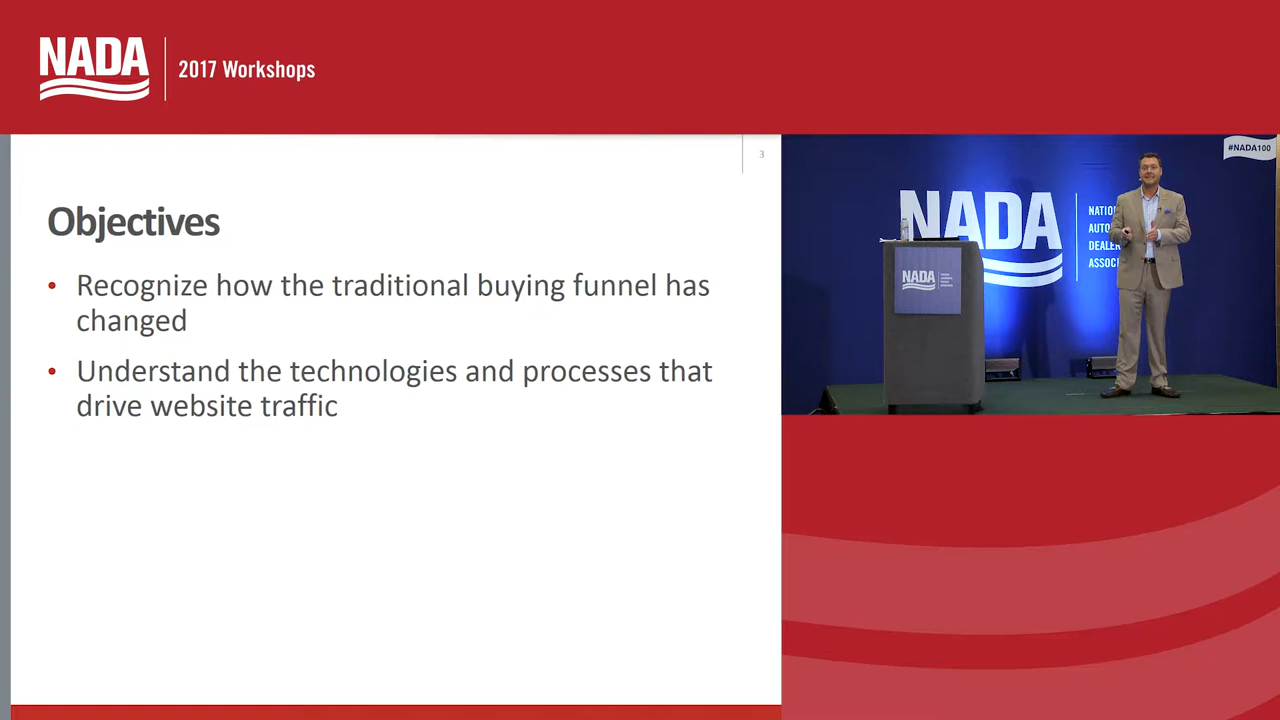 NADA
2017 Workshops
3
Objectives
• Recognize how the traditional buying funnel has
changed
• Understand the technologies and processes that
drive website traffic
#NADA100
NADA
NATIO
AUTO
DEALER
ASSOC
NADA